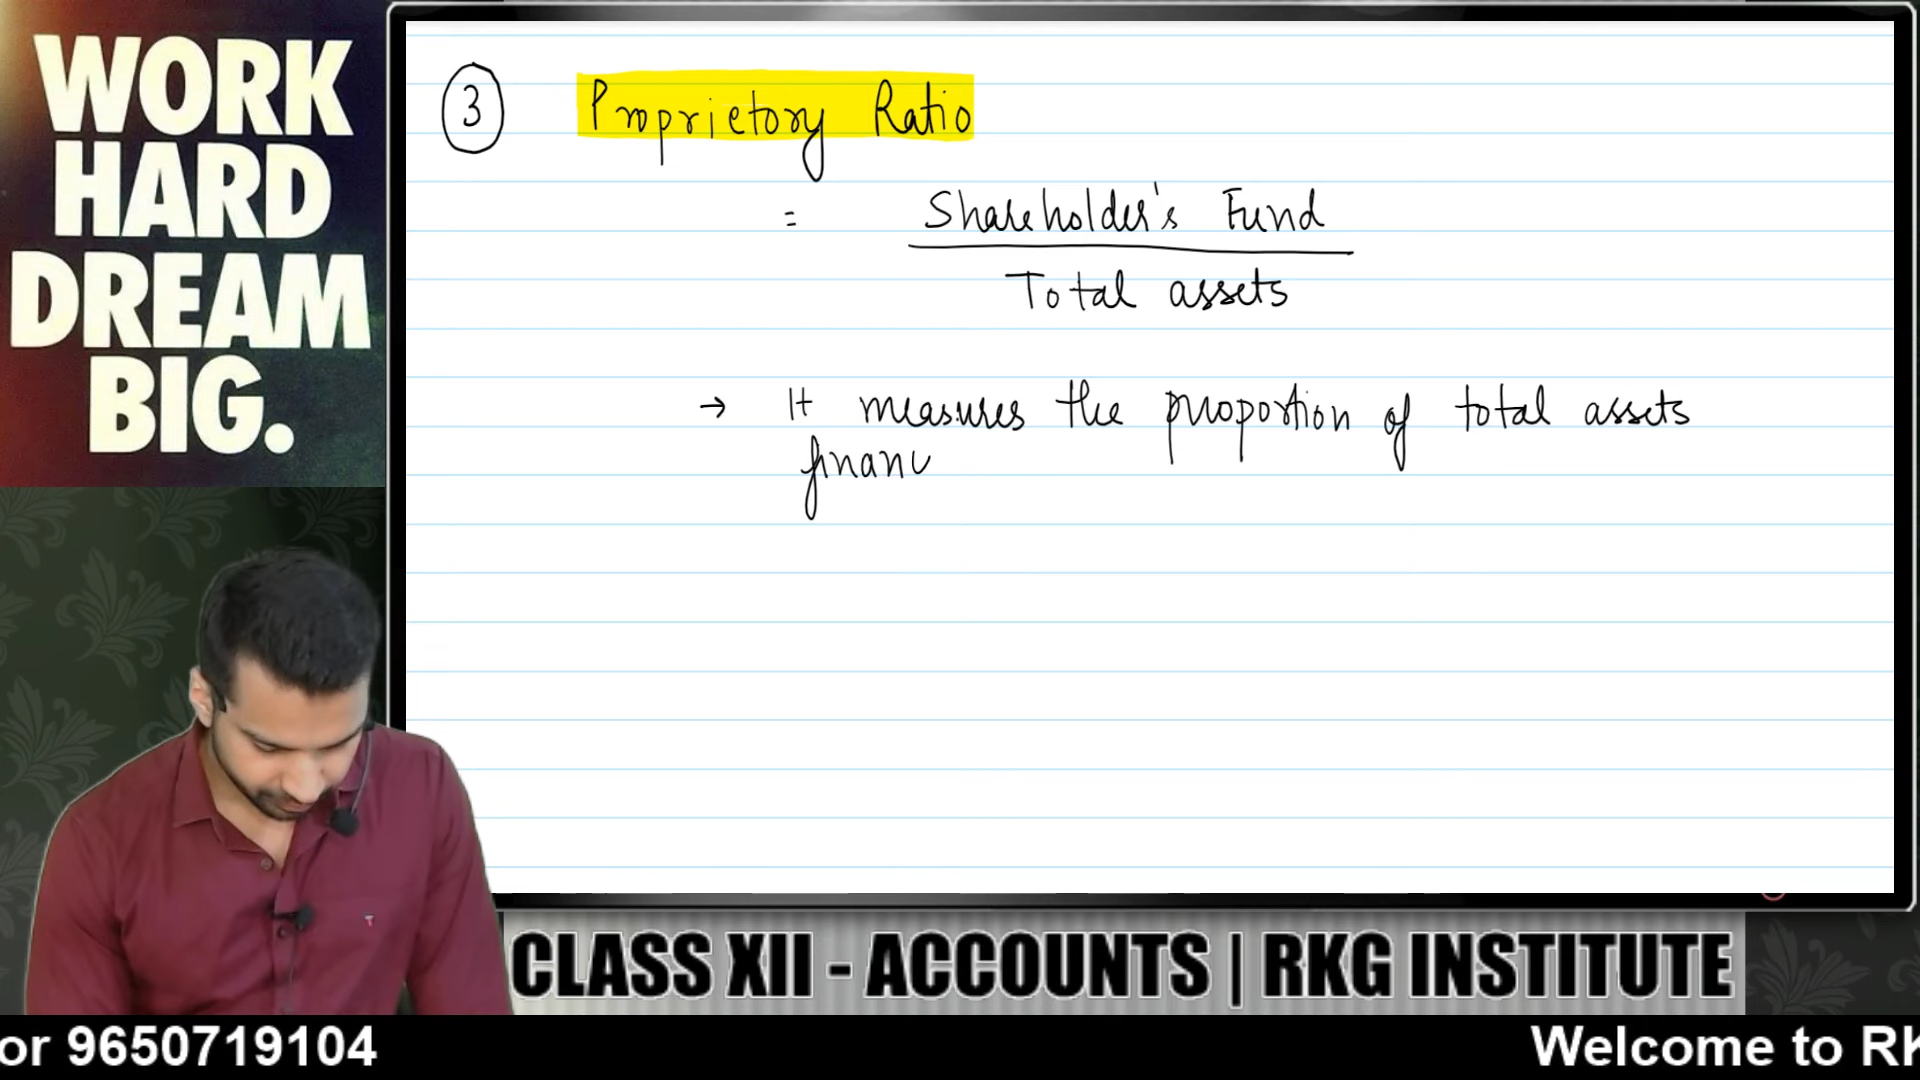 WORK
HARD
DREAM
BIG.
3 Proprietory Ratio
= Shareholder's Fund
Total assets
→ It measures the proportion of total assets
financ
CLASS XII - ACCOUNTS | RKG INSTITUTE
or 9650719104
Welcome to RK